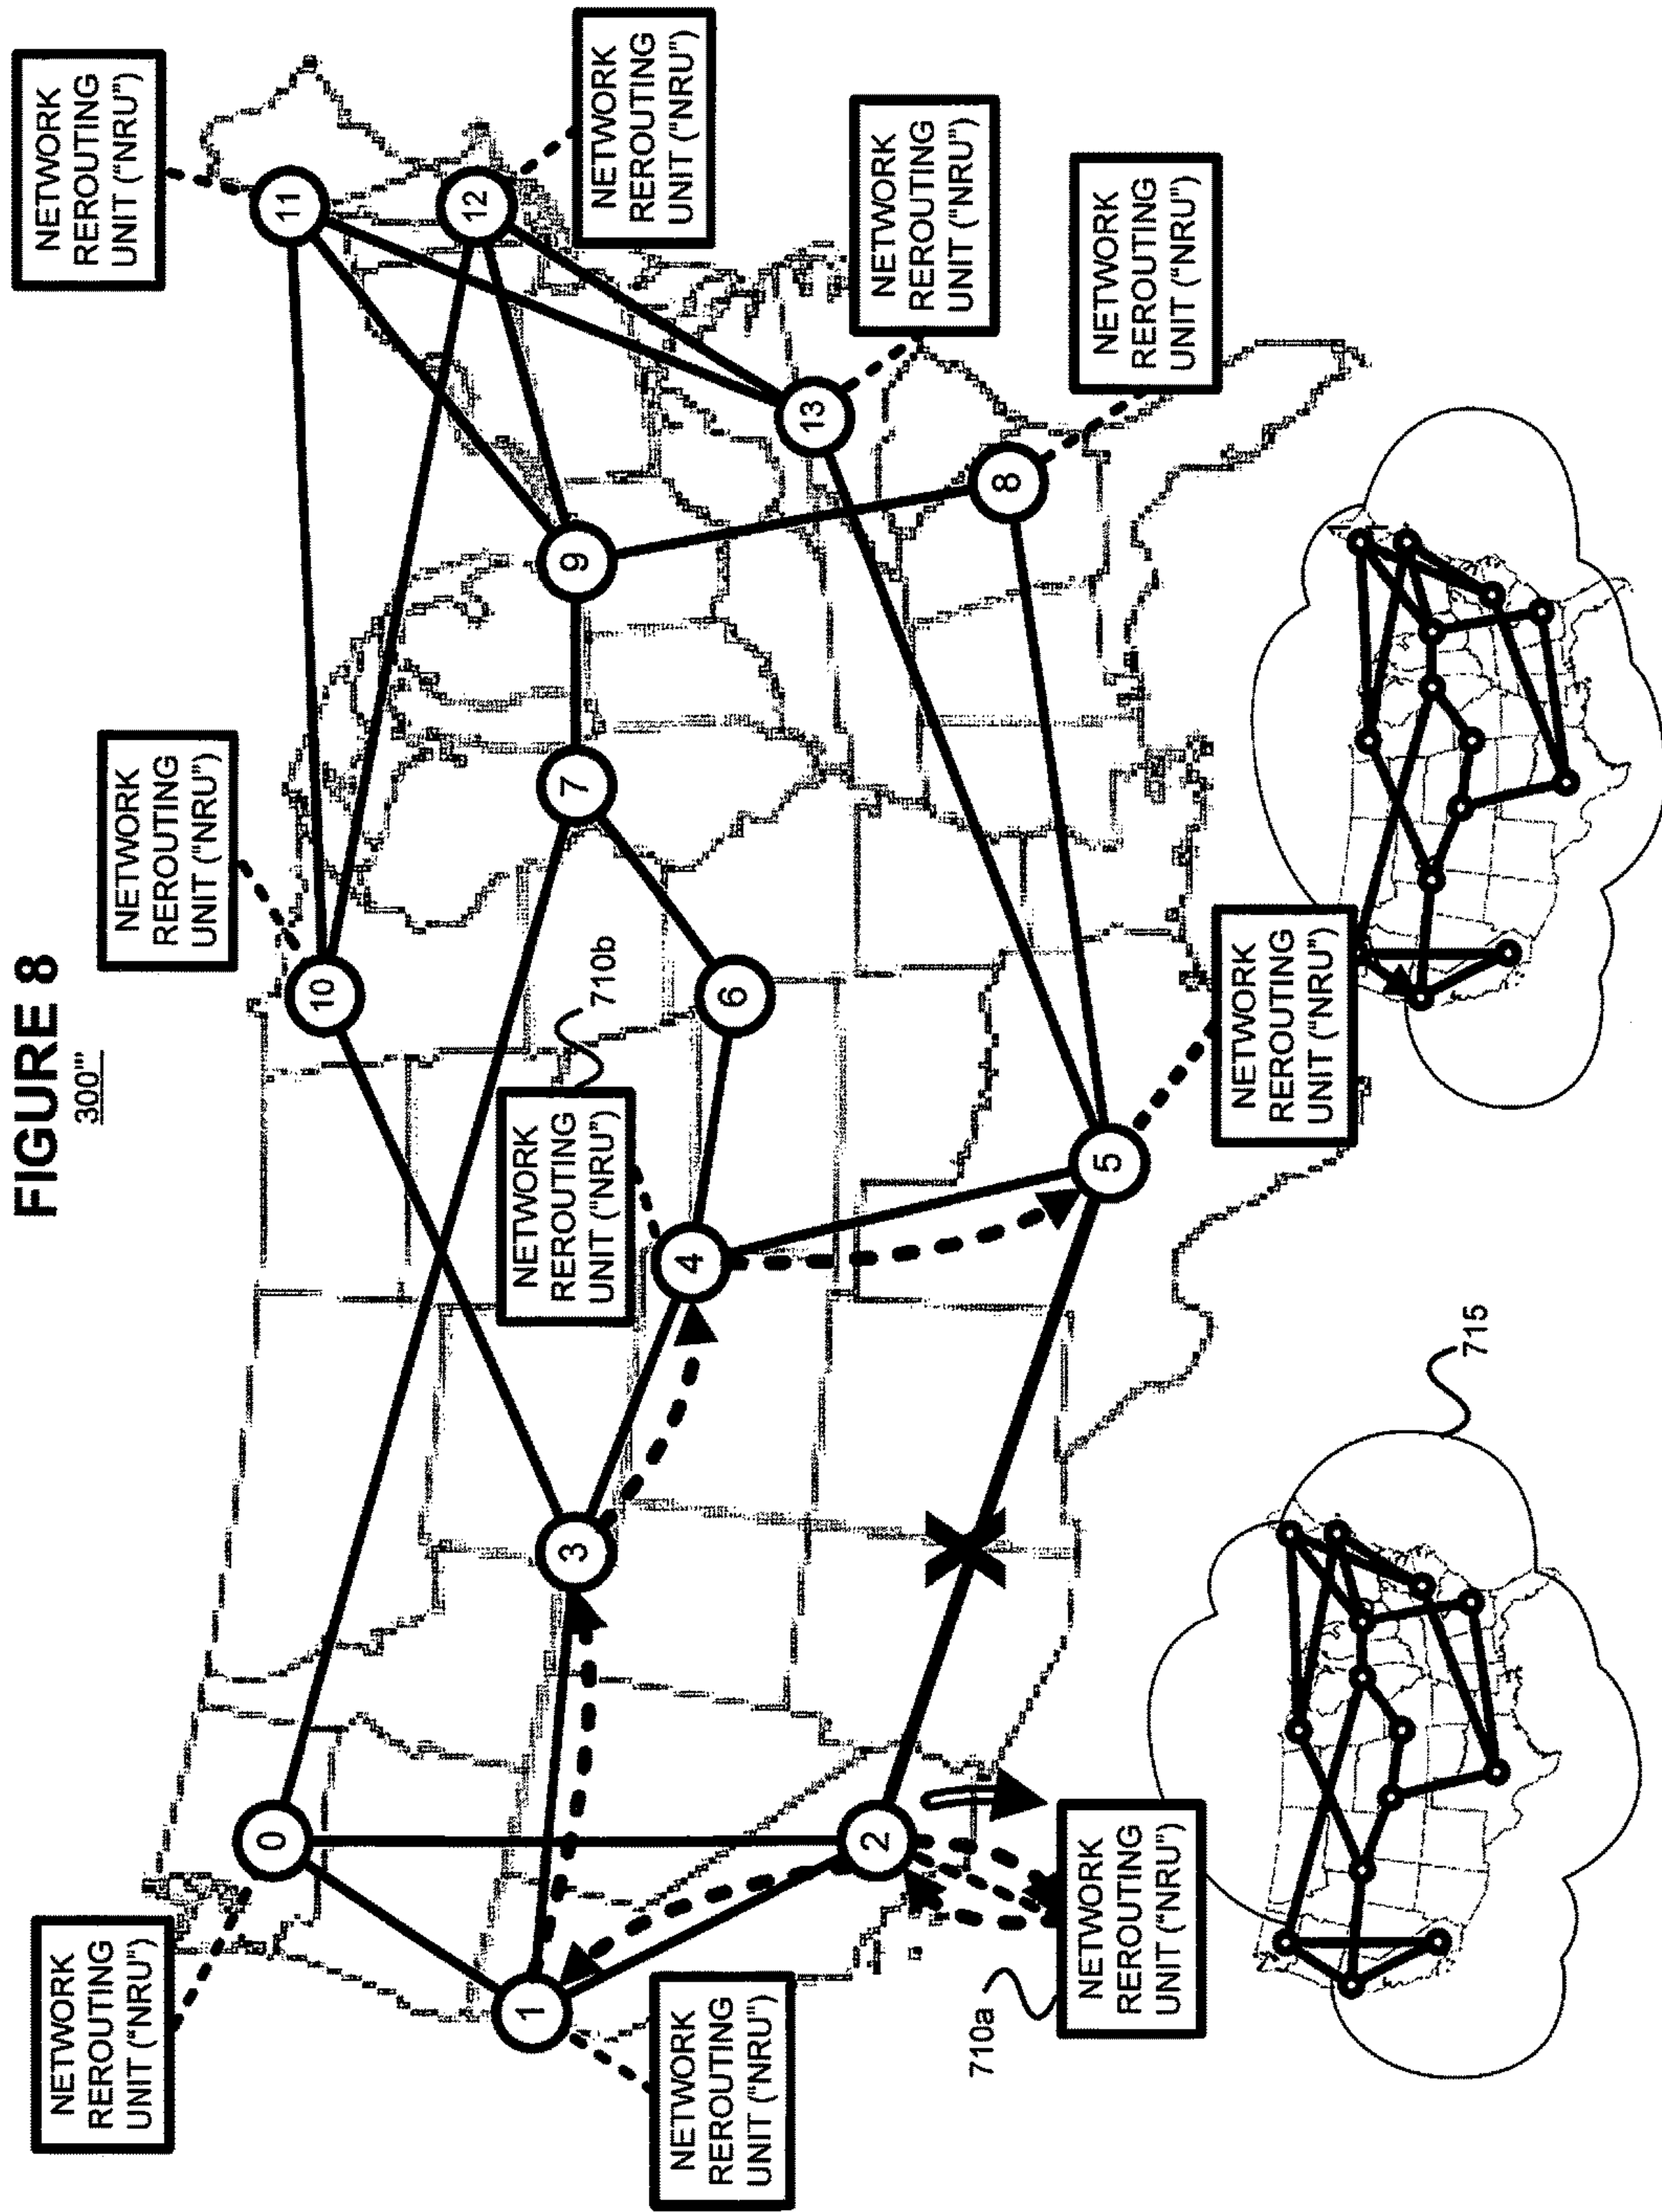 FIGURE 8
300'''
NETWORK
REROUTING
UNIT ("NRU")
NETWORK
REROUTING
UNIT ("NRU")
NETWORK
REROUTING
UNIT ("NRU")
0
10
11
12
NETWORK
REROUTING
UNIT ("NRU")
1
3
7
9
710b
NETWORK
REROUTING
UNIT ("NRU")
4
6
13
NETWORK
REROUTING
UNIT ("NRU")
NETWORK
REROUTING
UNIT ("NRU")
2
5
8
NETWORK
REROUTING
UNIT ("NRU")
710a
NETWORK
REROUTING
UNIT ("NRU")
NETWORK
REROUTING
UNIT ("NRU")
715